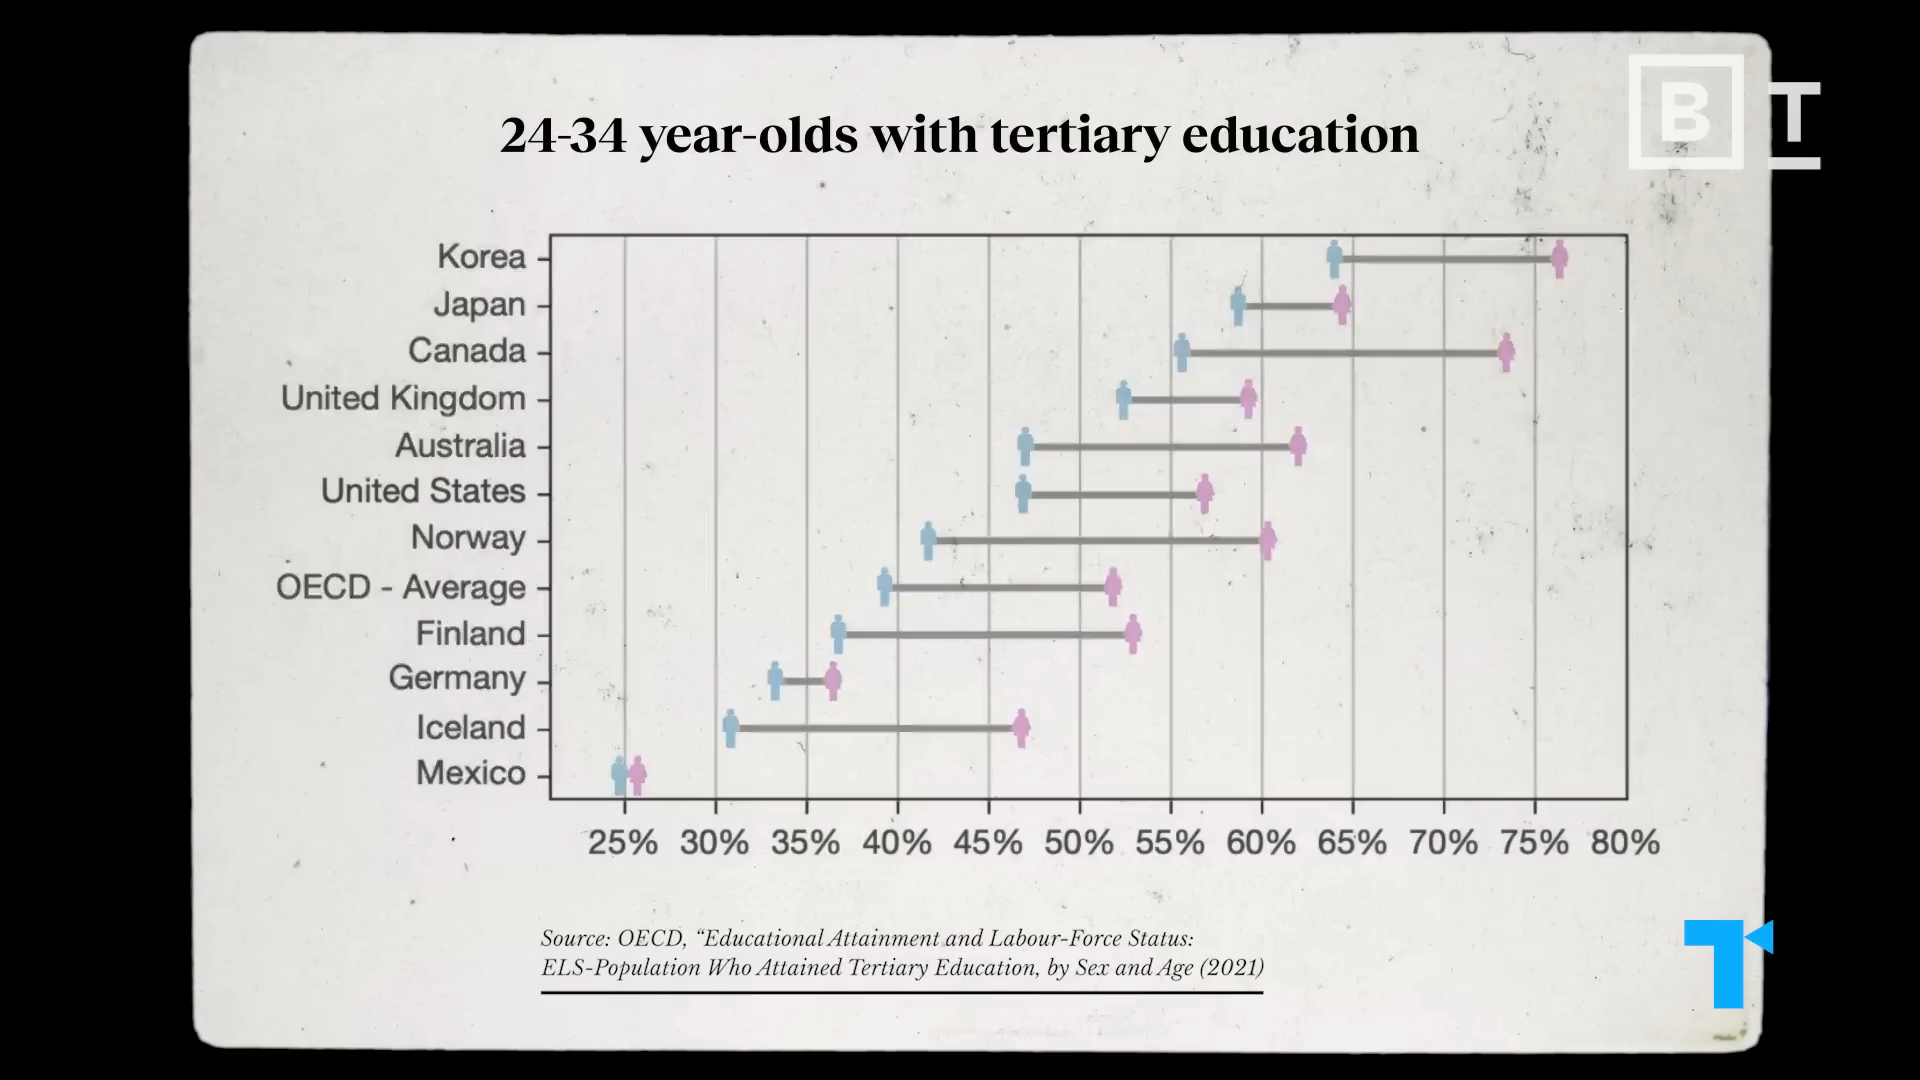 B T
24-34 year-olds with tertiary education
Korea
Japan
Canada
United Kingdom
Australia
United States
Norway
OECD - Average
Finland
Germany
Iceland
Mexico
25% 30% 35% 40% 45% 50% 55% 60% 65% 70% 75% 80%
Source: OECD, “Educational Attainment and Labour-Force Status:
ELS-Population Who Attained Tertiary Education, by Sex and Age (2021)
T